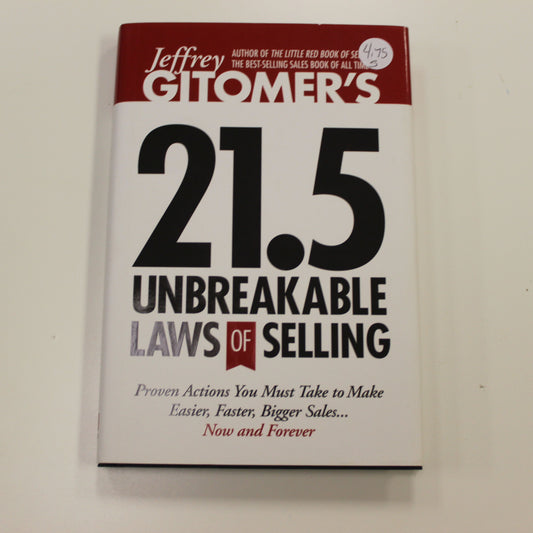 Jeffrey
AUTHOR OF THE LITTLE RED BOOK OF
THE BEST-SELLING SALES BOOK OF ALL
4.75
S
GITOMER'S
21.5
UNBREAKABLE
LAWS OF SELLING
Proven Actions You Must Take to Make
Easier, Faster, Bigger Sales...
Now and Forever